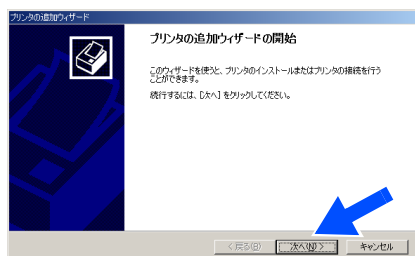 プリンタの追加ウィザード
プリンタの追加ウィザードの開始
このウィザードを使うと、プリンタのインストールまたはプリンタの接続を行う
ことができます。
続行するには、[次へ] をクリックしてください。
< 戻る(B) 次へ(N) > キャンセル